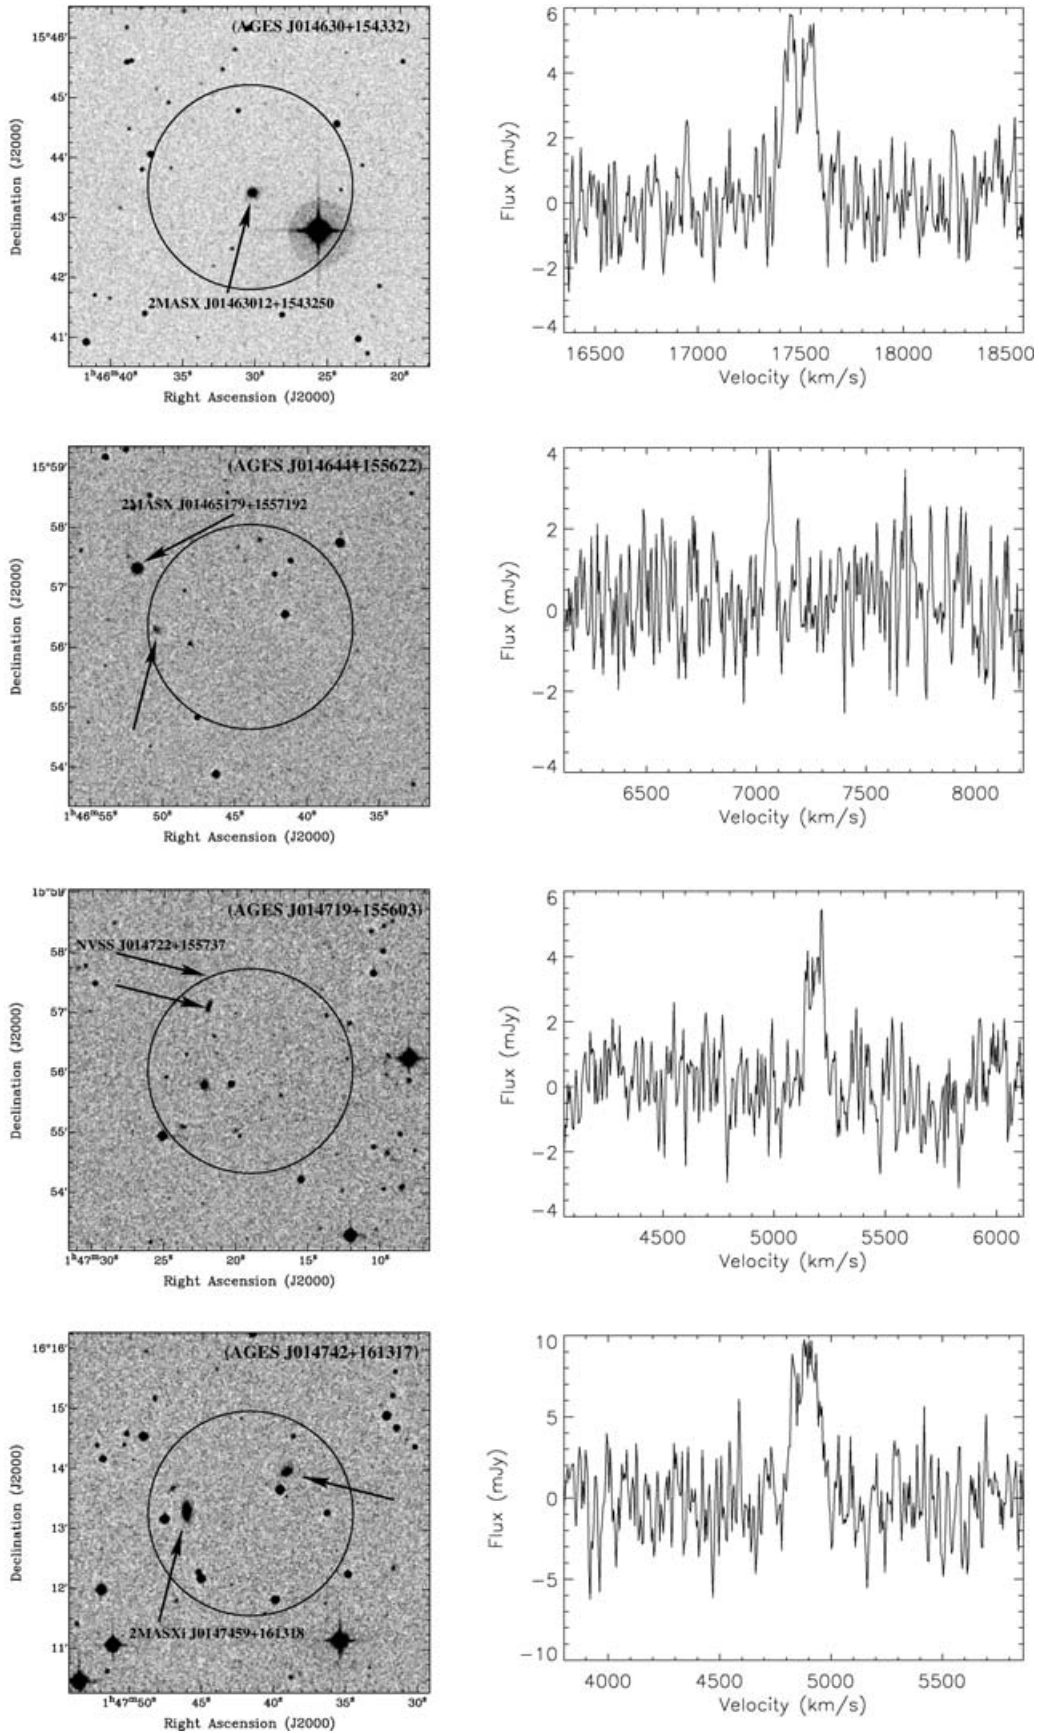 (AGES J014630+154332)
15°46'
45'
44'
43'
42'
41'
Declination (J2000)
2MASX J01463012+1543250
1ʰ46ᵐ40ˢ 35ˢ 30ˢ 25ˢ 20ˢ
Right Ascension (J2000)
6
4
2
0
−2
−4
Flux (mJy)
16500 17000 17500 18000 18500
Velocity (km/s)
(AGES J014644+155622)
15°59'
58'
57'
56'
55'
54'
Declination (J2000)
2MASX J01465179+1557192
1ʰ46ᵐ55ˢ 50ˢ 45ˢ 40ˢ 35ˢ
Right Ascension (J2000)
4
2
0
−2
−4
Flux (mJy)
6500 7000 7500 8000
Velocity (km/s)
(AGES J014719+155603)
15°59'
58'
57'
56'
55'
54'
Declination (J2000)
NVSS J014722+155737
1ʰ47ᵐ30ˢ 25ˢ 20ˢ 15ˢ 10ˢ
Right Ascension (J2000)
6
4
2
0
−2
−4
Flux (mJy)
4500 5000 5500 6000
Velocity (km/s)
(AGES J014742+161317)
16°16'
15'
14'
13'
12'
11'
Declination (J2000)
2MASXi J0147459+161318
1ʰ47ᵐ50ˢ 45ˢ 40ˢ 35ˢ 30ˢ
Right Ascension (J2000)
10
5
0
−5
−10
Flux (mJy)
4000 4500 5000 5500
Velocity (km/s)